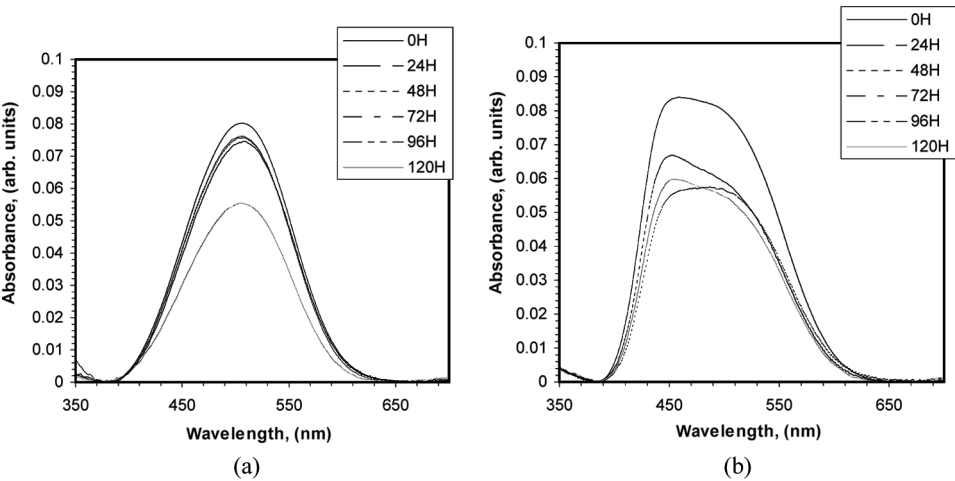 0H
24H
48H
72H
96H
120H
0.1
0.09
0.08
0.07
0.06
0.05
0.04
0.03
0.02
0.01
0
350
450
550
650
Absorbance, (arb. units)
Wavelength, (nm)
(a)
0H
24H
48H
72H
96H
120H
0.1
0.09
0.08
0.07
0.06
0.05
0.04
0.03
0.02
0.01
0
350
450
550
650
Absorbance, (arb. units)
Wavelength, (nm)
(b)